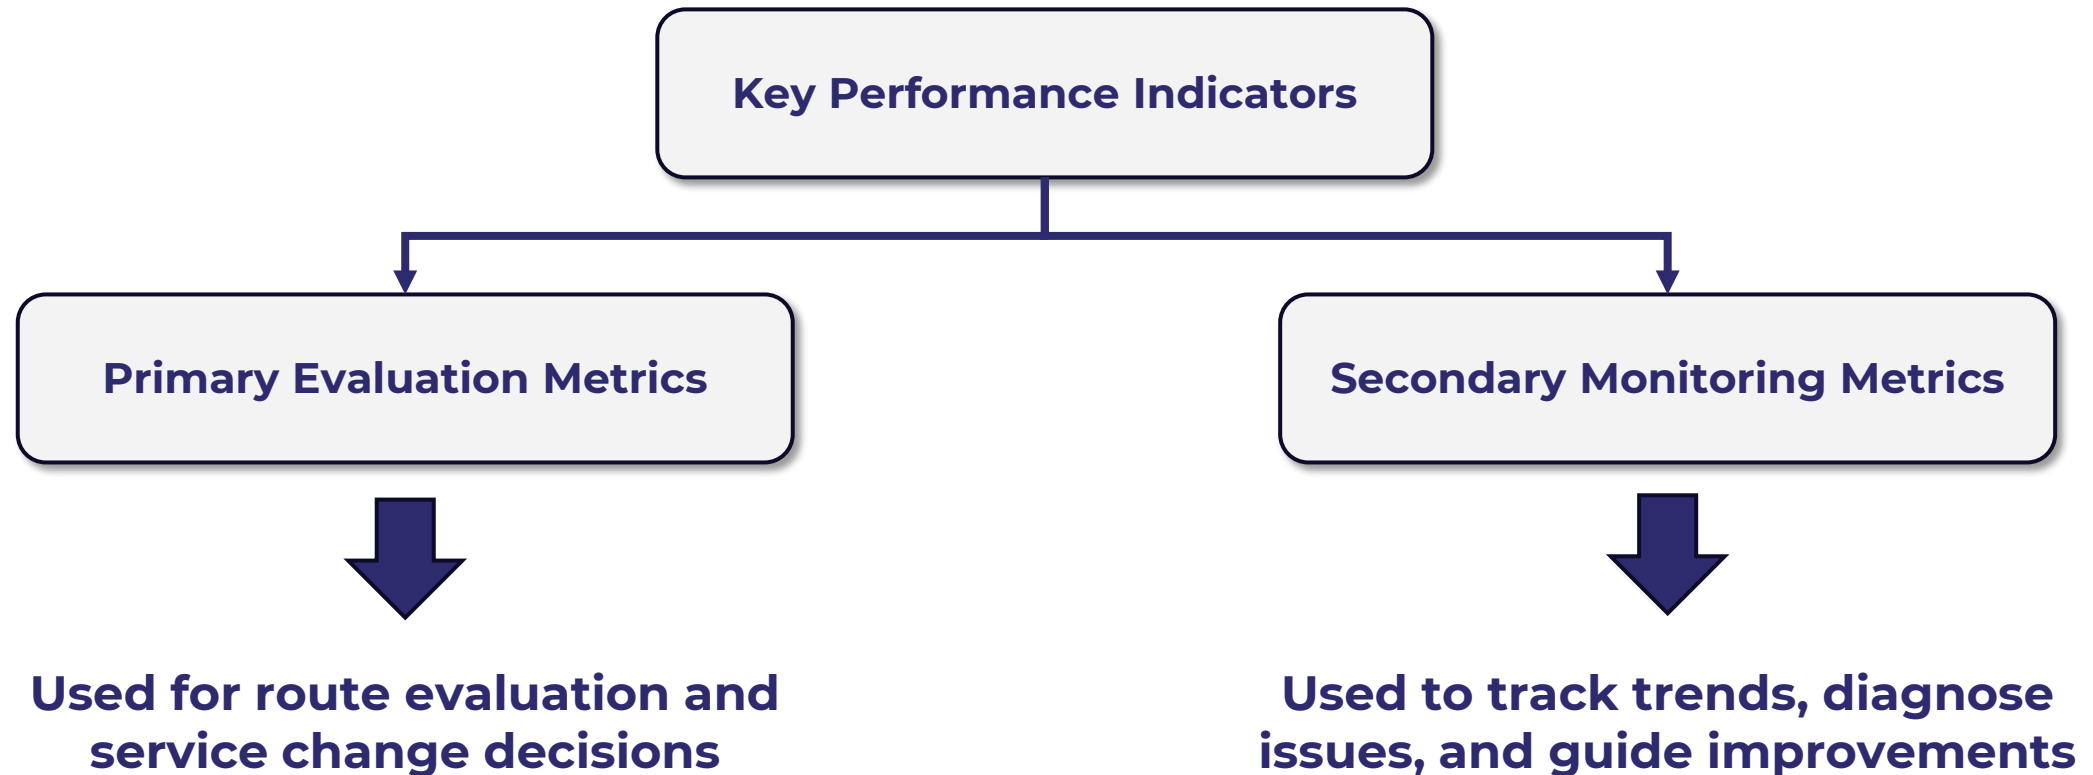 Key Performance Indicators
Primary Evaluation Metrics
Secondary Monitoring Metrics
Used for route evaluation and
service change decisions
Used to track trends, diagnose
issues, and guide improvements